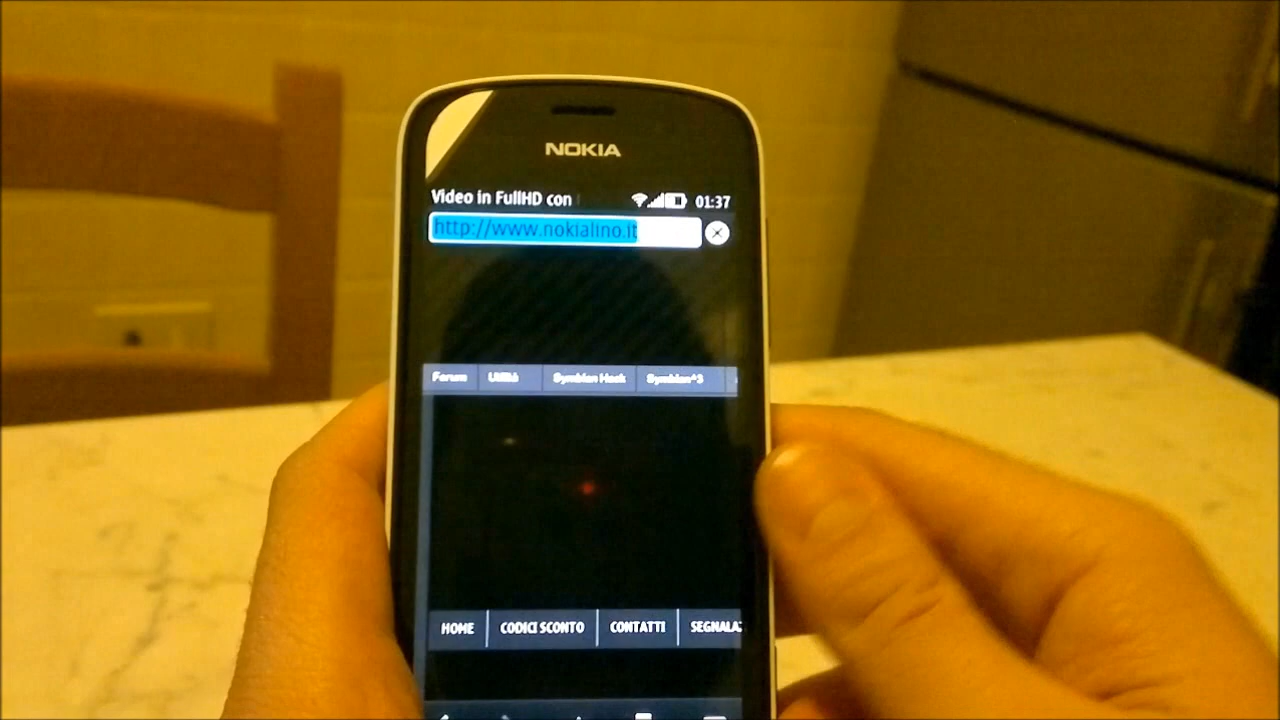 NOKIA
Video in FullHD con
01:37
http://www.nokialino.it
Forum
Symbian Hack
Symbian^3
HOME
CODICI SCONTO
CONTATTI
SEGNALA